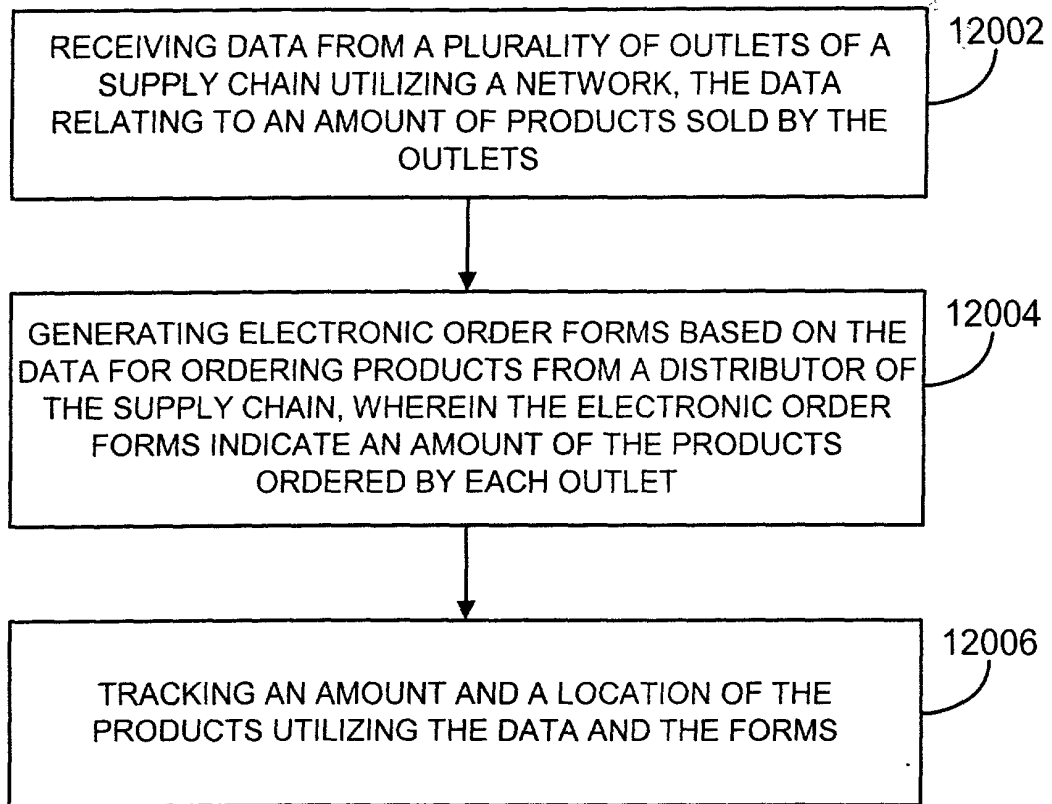 RECEIVING DATA FROM A PLURALITY OF OUTLETS OF A
SUPPLY CHAIN UTILIZING A NETWORK, THE DATA
RELATING TO AN AMOUNT OF PRODUCTS SOLD BY THE
OUTLETS
12002
GENERATING ELECTRONIC ORDER FORMS BASED ON THE
DATA FOR ORDERING PRODUCTS FROM A DISTRIBUTOR OF
THE SUPPLY CHAIN, WHEREIN THE ELECTRONIC ORDER
FORMS INDICATE AN AMOUNT OF THE PRODUCTS
ORDERED BY EACH OUTLET
12004
TRACKING AN AMOUNT AND A LOCATION OF THE
PRODUCTS UTILIZING THE DATA AND THE FORMS
12006